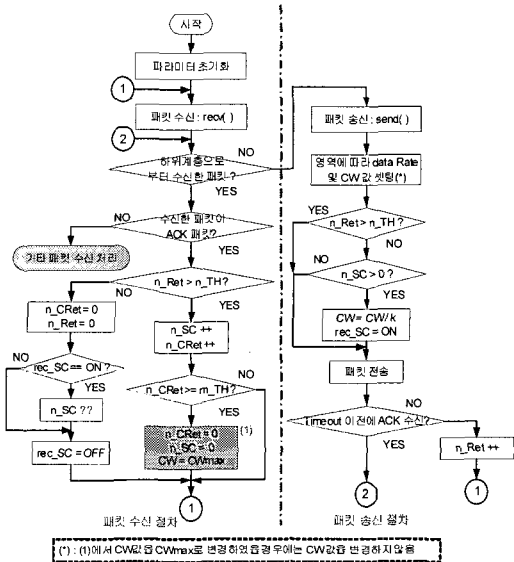 시작
파라미터 초기화
1
패킷 수신 : recv( )
2
하위계층으로
부터 수신한 패킷?
NO
YES
수신한 패킷이
ACK 패킷?
NO
YES
기타 패킷 수신 처리
n_Ret > n_TH ?
NO
YES
n_CRet = 0
n_Ret = 0
n_SC ++
n_CRet ++
rec_SC == ON ?
NO
YES
n_SC ??
rec_SC = OFF
n_CRet >= m_TH ?
NO
YES
n_CRet = 0
n_SC = 0
CW = CWmax
(1)
1
패킷 수신 절차
패킷 송신 : send( )
영역에 따라 data Rate
및 CW 값 셋팅(*)
YES
n_Ret > n_TH ?
NO
NO
n_SC > 0 ?
YES
CW = CW/k
rec_SC = ON
패킷 전송
NO
Timeout 이전에 ACK 수신?
YES
n_Ret ++
2
1
패킷 송신 절차
(*) : (1)에서 CW값을 CWmax로 변경하였을경우에는 CW값을 변경하지않음